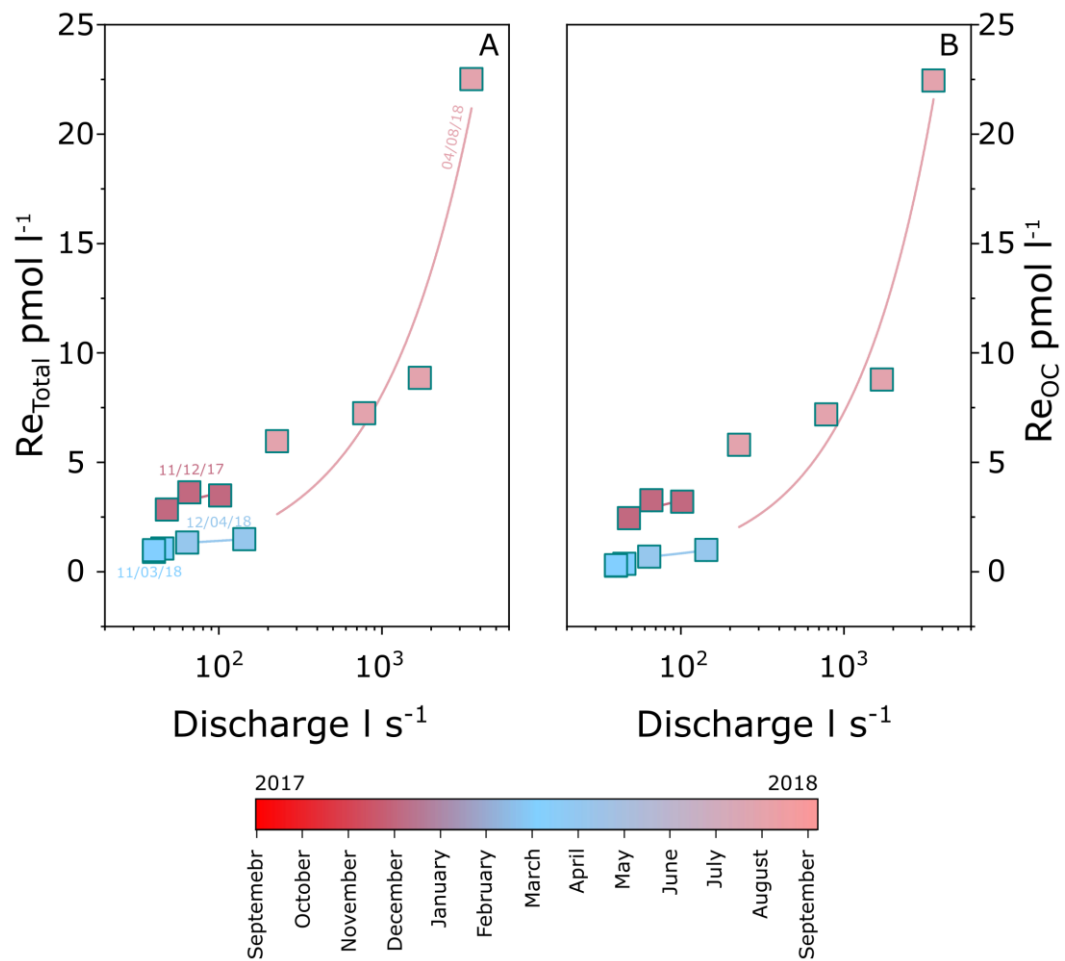 A
25
20
15
10
5
0
Re_Total pmol l⁻¹
04/08/18
11/12/17
12/04/18
11/03/18
10² 10³
Discharge l s⁻¹
B
25
20
15
10
5
0
Re_OC pmol l⁻¹
10² 10³
Discharge l s⁻¹
2017 2018
Septemebr
October
November
December
January
February
March
April
May
June
July
August
September